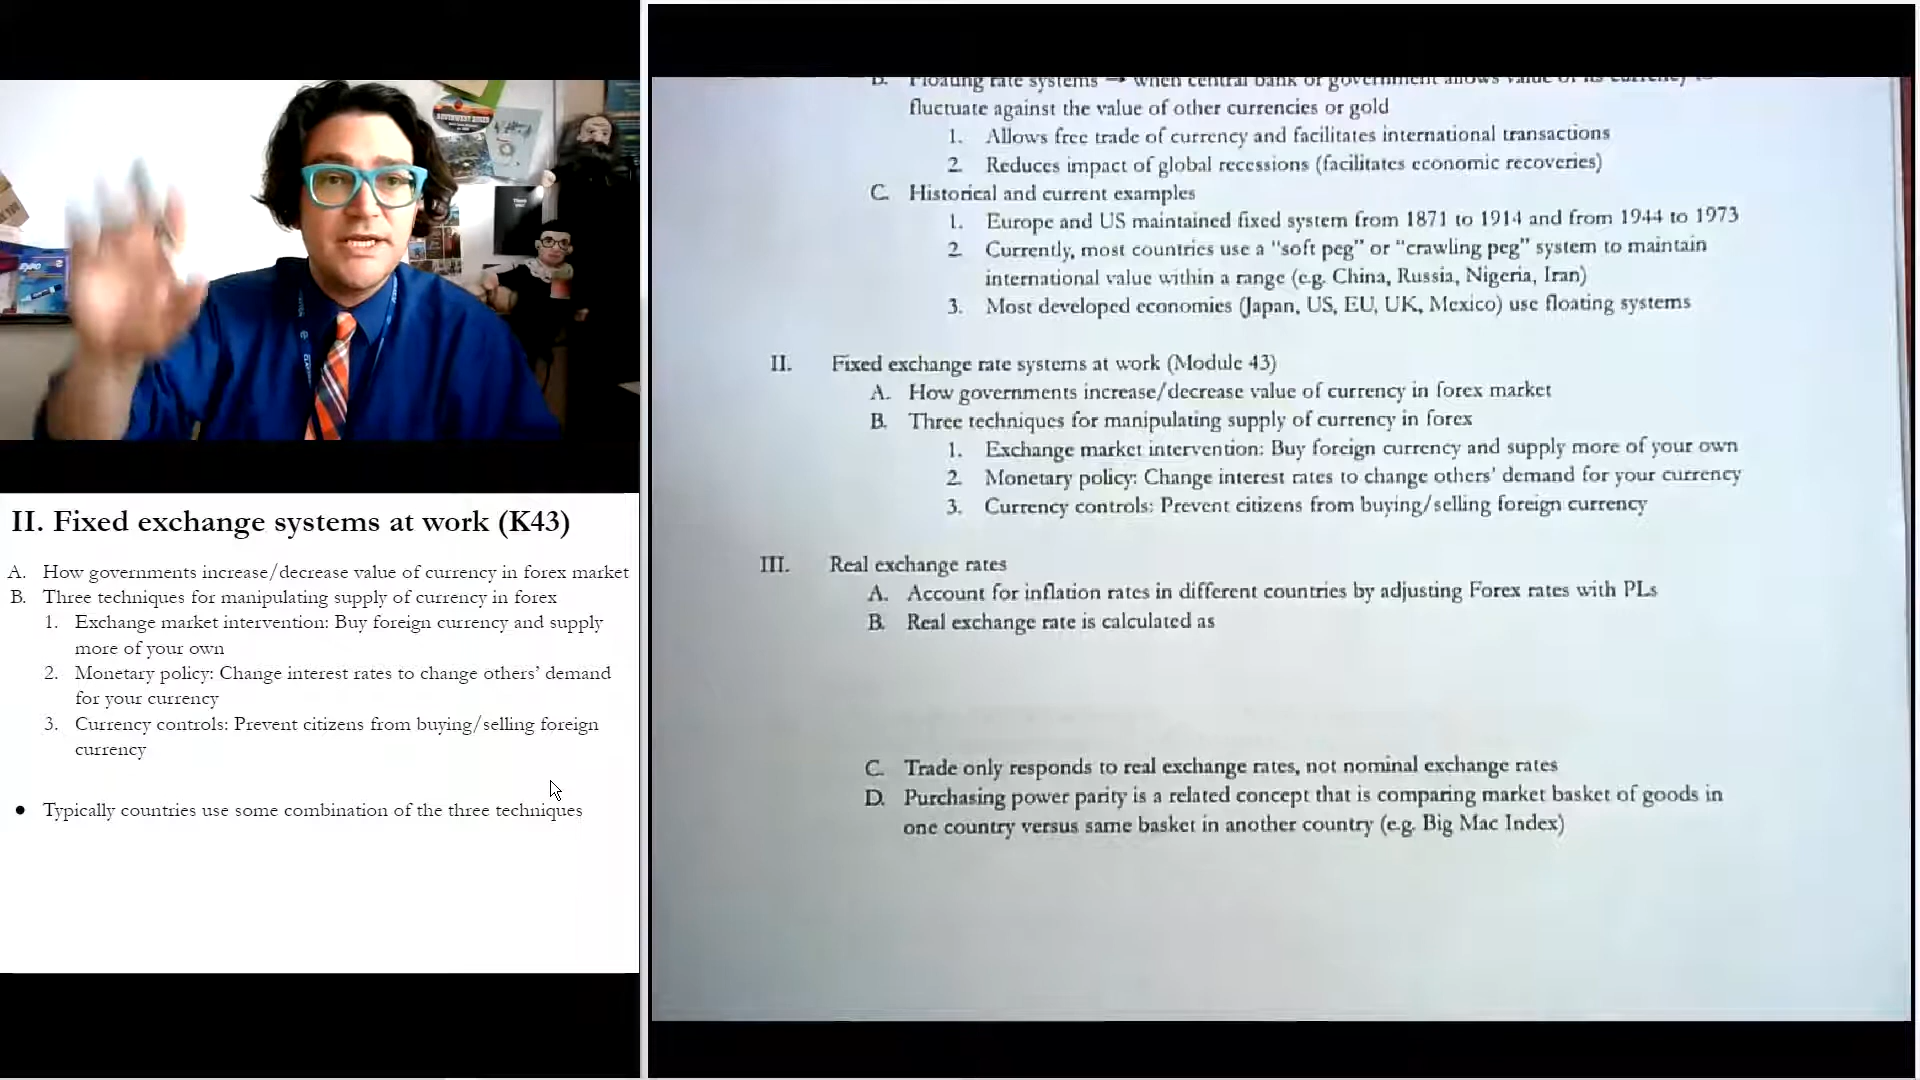 II. Fixed exchange systems at work (K43)
A. How governments increase/decrease value of currency in forex market
B. Three techniques for manipulating supply of currency in forex
1. Exchange market intervention: Buy foreign currency and supply
more of your own
2. Monetary policy: Change interest rates to change others’ demand
for your currency
3. Currency controls: Prevent citizens from buying/selling foreign
currency
● Typically countries use some combination of the three techniques
B. Floating rate systems → when central bank or government allows value of its currency to
fluctuate against the value of other currencies or gold
1. Allows free trade of currency and facilitates international transactions
2. Reduces impact of global recessions (facilitates economic recoveries)
C. Historical and current examples
1. Europe and US maintained fixed system from 1871 to 1914 and from 1944 to 1973
2. Currently, most countries use a “soft peg” or “crawling peg” system to maintain
international value within a range (e.g. China, Russia, Nigeria, Iran)
3. Most developed economies (Japan, US, EU, UK, Mexico) use floating systems
II. Fixed exchange rate systems at work (Module 43)
A. How governments increase/decrease value of currency in forex market
B. Three techniques for manipulating supply of currency in forex
1. Exchange market intervention: Buy foreign currency and supply more of your own
2. Monetary policy: Change interest rates to change others’ demand for your currency
3. Currency controls: Prevent citizens from buying/selling foreign currency
III. Real exchange rates
A. Account for inflation rates in different countries by adjusting Forex rates with PLs
B. Real exchange rate is calculated as
C. Trade only responds to real exchange rates, not nominal exchange rates
D. Purchasing power parity is a related concept that is comparing market basket of goods in
one country versus same basket in another country (e.g. Big Mac Index)